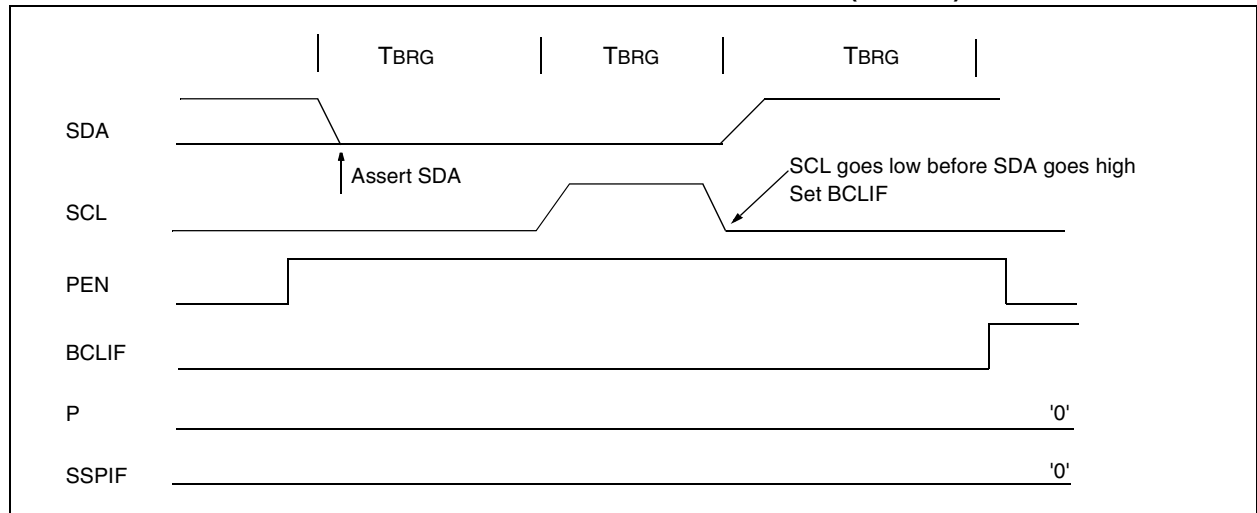 TBRG TBRG TBRG
SDA
Assert SDA
SCL goes low before SDA goes high
Set BCLIF
SCL
PEN
BCLIF
P '0'
SSPIF '0'